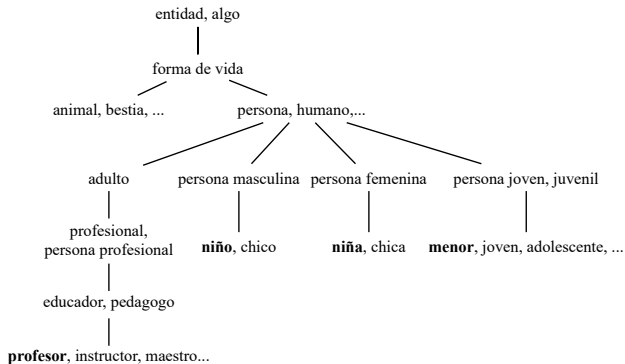 entidad, algo
forma de vida
animal, bestia, ...
persona, humano,...
adulto
persona masculina
persona femenina
persona joven, juvenil
profesional,
persona profesional
niño, chico
niña, chica
menor, joven, adolescente, ...
educador, pedagogo
profesor, instructor, maestro...